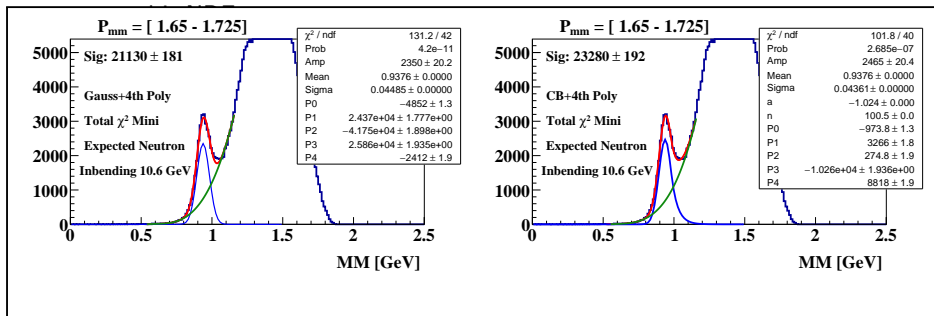 P_mm = [ 1.65 - 1.725]
Sig: 21130 ± 181
Gauss+4th Poly
Total χ² Mini
Expected Neutron
Inbending 10.6 GeV
χ² / ndf 131.2 / 42
Prob 4.2e−11
Amp 2350 ± 20.2
Mean 0.9376 ± 0.0000
Sigma 0.04485 ± 0.00000
P0 −4852 ± 1.3
P1 2.437e+04 ± 1.777e+00
P2 −4.175e+04 ± 1.898e+00
P3 2.586e+04 ± 1.935e+00
P4 −2412 ± 1.9
5000
4000
3000
2000
1000
0
0 0.5 1 1.5 2 2.5
MM [GeV]
P_mm = [ 1.65 - 1.725]
Sig: 23280 ± 192
CB+4th Poly
Total χ² Mini
Expected Neutron
Inbending 10.6 GeV
χ² / ndf 101.8 / 40
Prob 2.685e−07
Amp 2465 ± 20.4
Mean 0.9376 ± 0.0000
Sigma 0.04361 ± 0.00000
a −1.024 ± 0.000
n 100.5 ± 0.0
P0 −973.8 ± 1.3
P1 3266 ± 1.8
P2 274.8 ± 1.9
P3 −1.026e+04 ± 1.936e+00
P4 8818 ± 1.9
5000
4000
3000
2000
1000
0
0 0.5 1 1.5 2 2.5
MM [GeV]